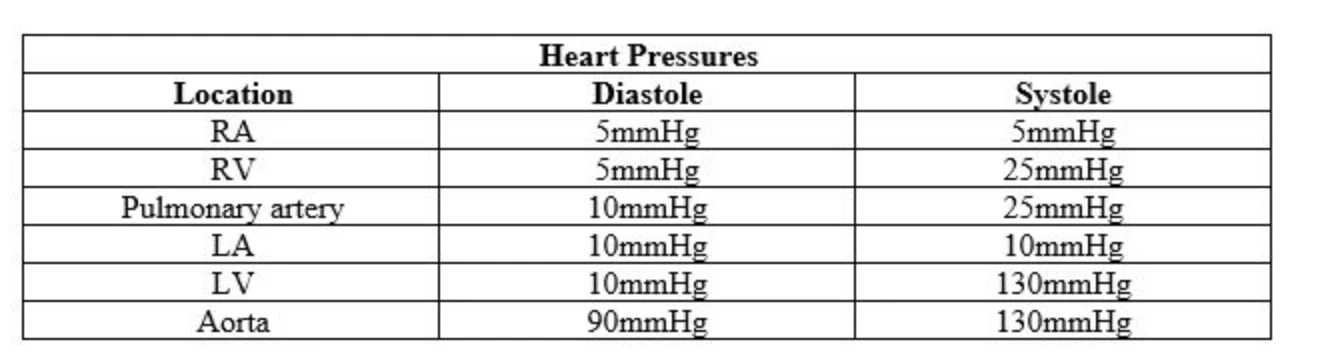 Heart Pressures
Location Diastole Systole
RA 5mmHg 5mmHg
RV 5mmHg 25mmHg
Pulmonary artery 10mmHg 25mmHg
LA 10mmHg 10mmHg
LV 10mmHg 130mmHg
Aorta 90mmHg 130mmHg